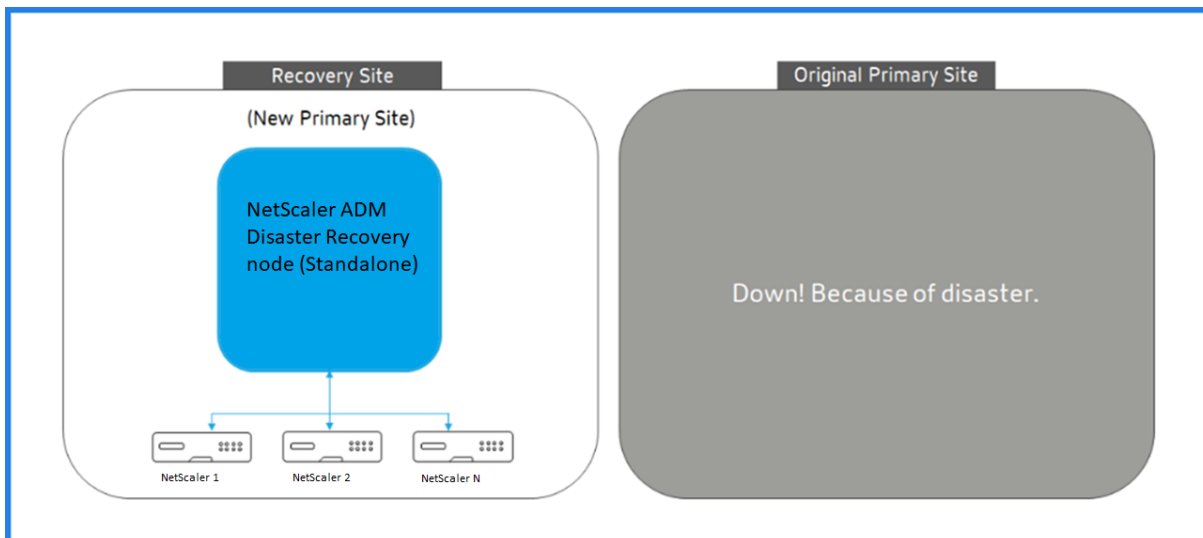 Recovery Site
(New Primary Site)
NetScaler ADM
Disaster Recovery
node (Standalone)
NetScaler 1
NetScaler 2
NetScaler N
Original Primary Site
Down! Because of disaster.